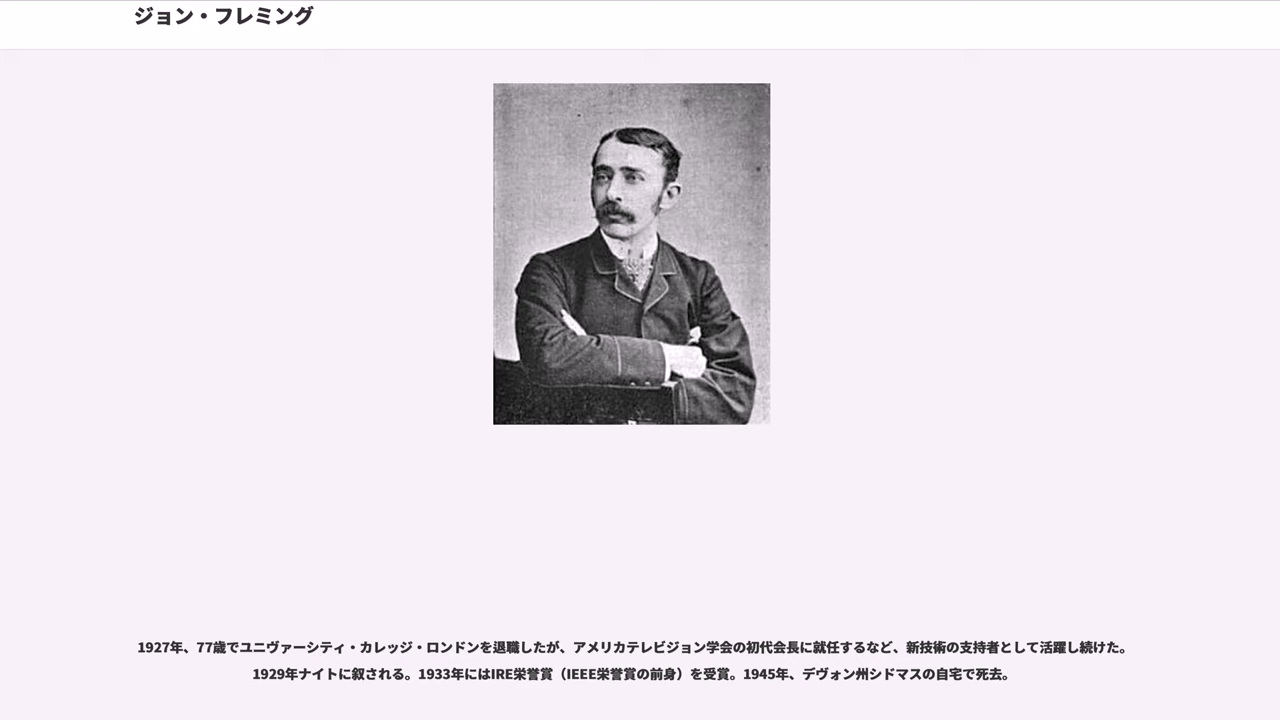 ジョン・フレミング
1927年、77歳でユニヴァーシティ・カレッジ・ロンドンを退職したが、アメリカテレビジョン学会の初代会長に就任するなど、新技術の支持者として活躍し続けた。
1929年ナイトに叙される。1933年にはIRE栄誉賞（IEEE栄誉賞の前身）を受賞。1945年、デヴォン州シドマスの自宅で死去。